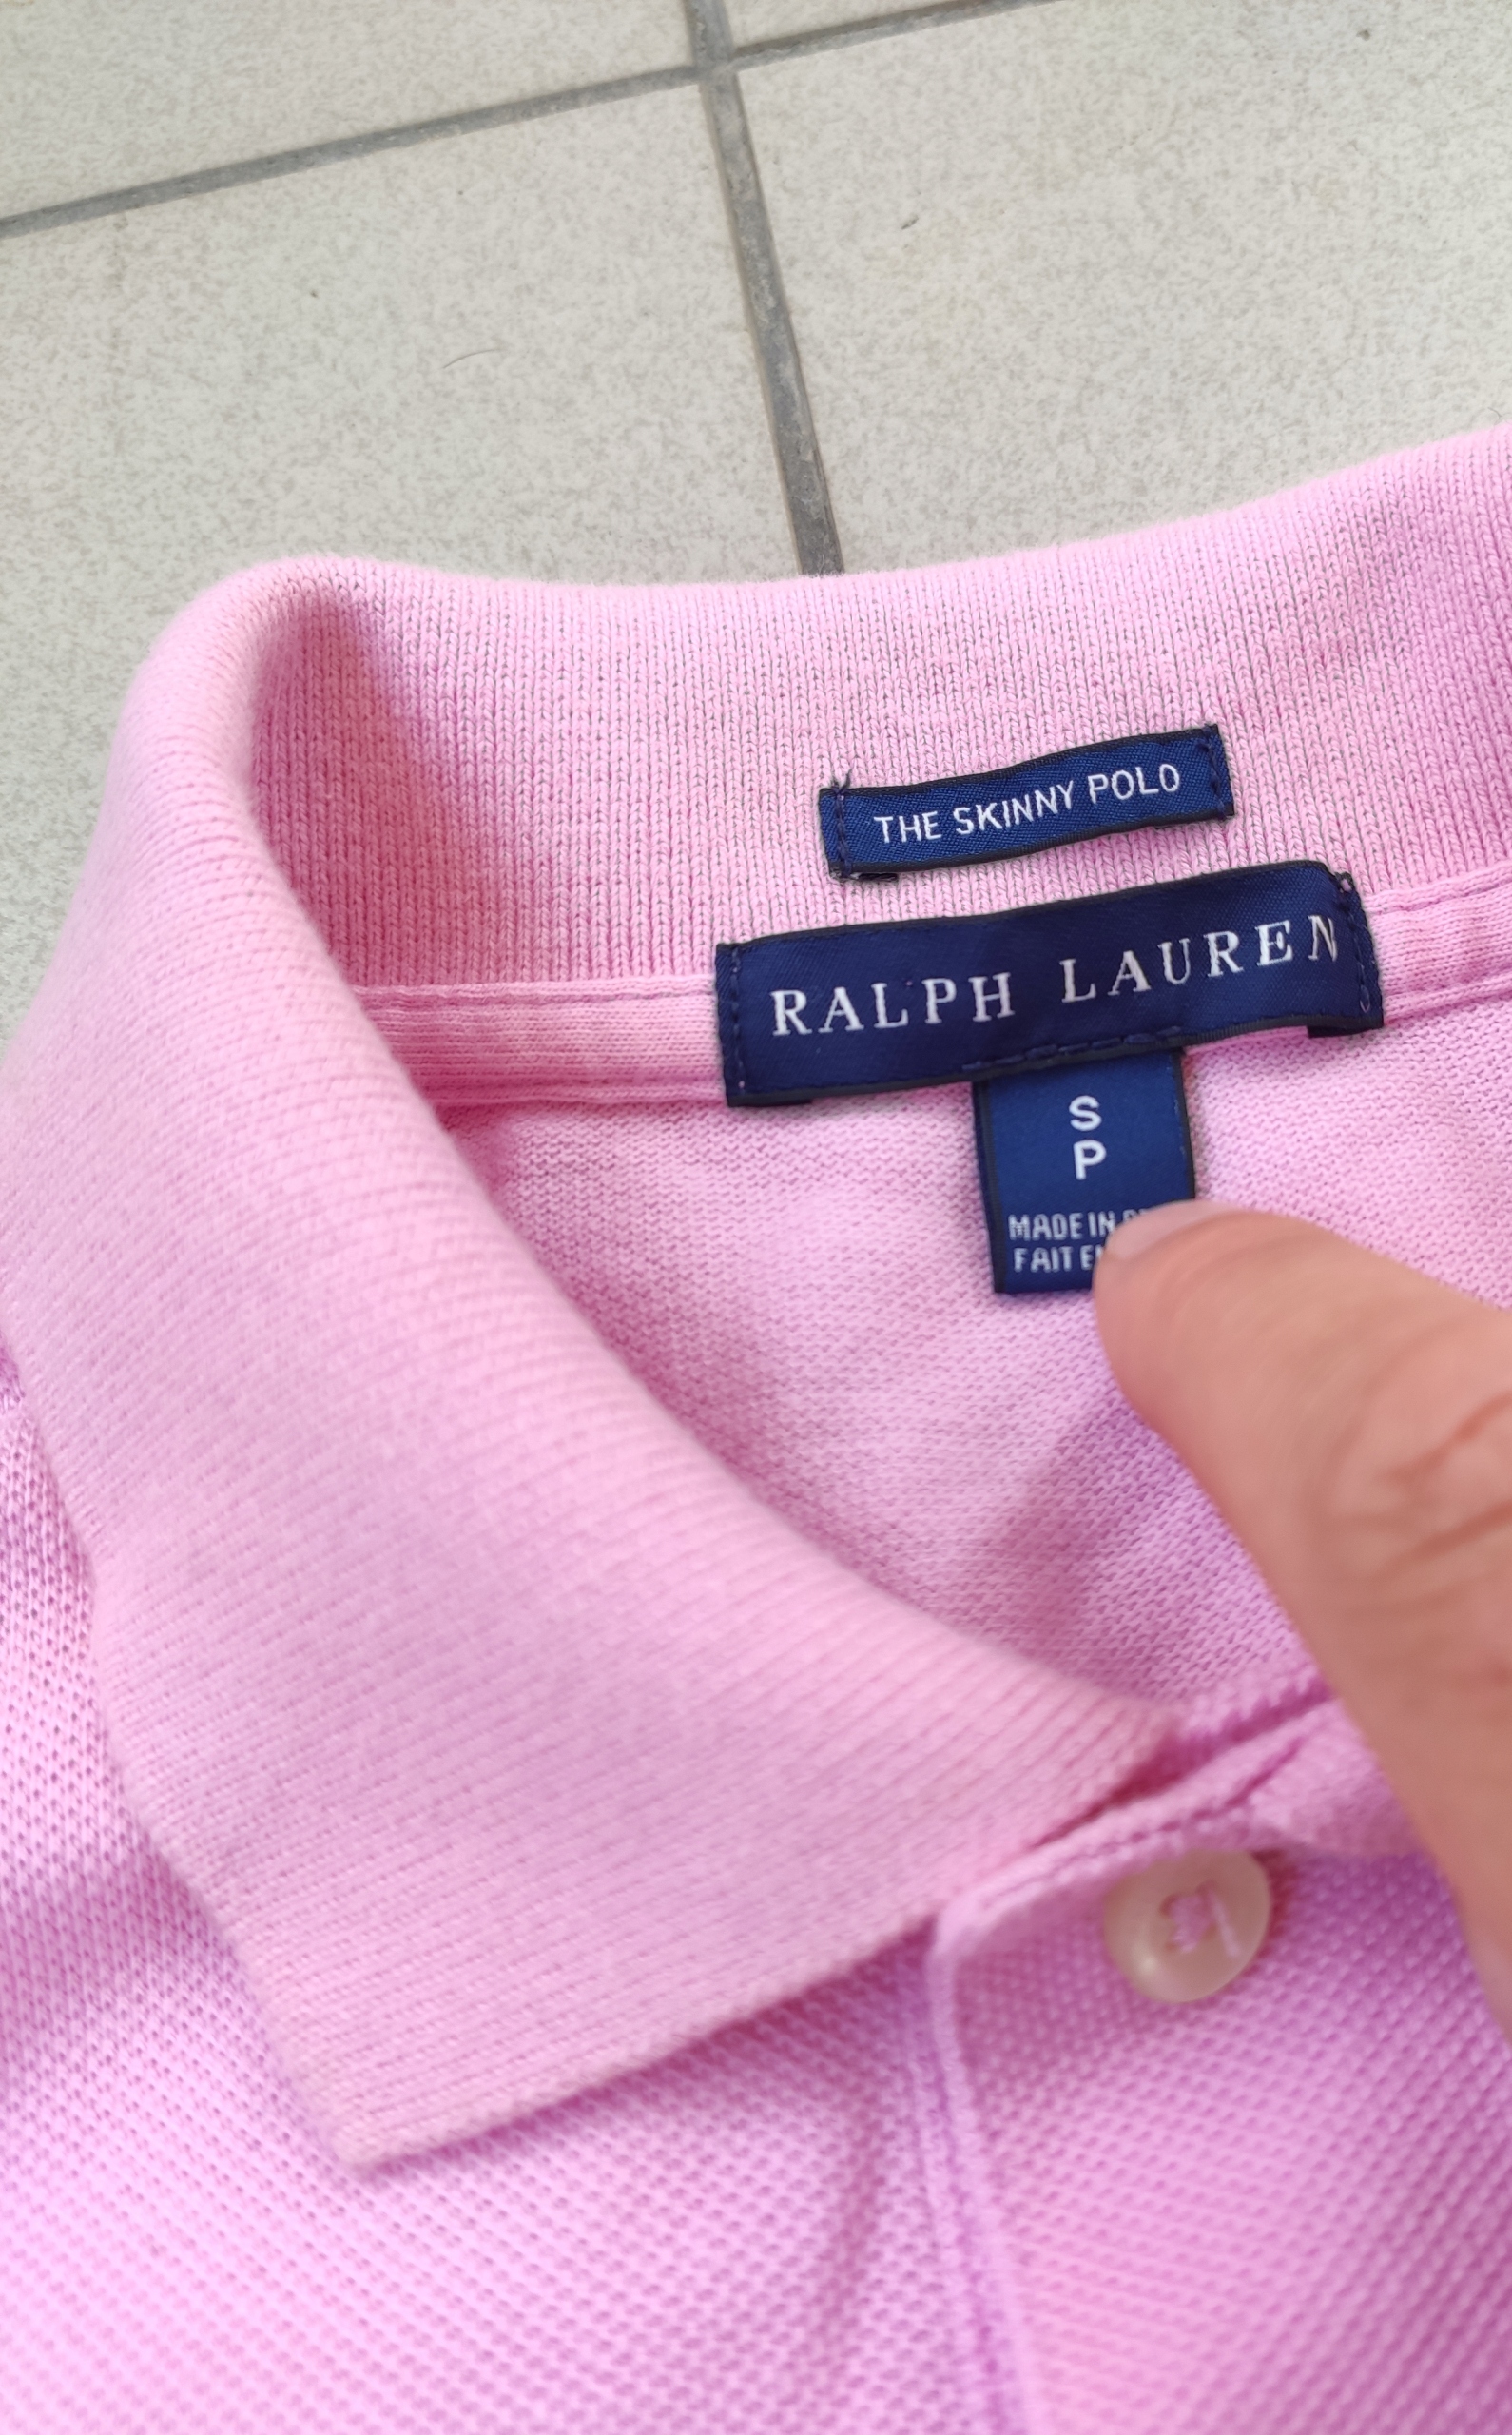 THE SKINNY POLO
RALPH LAUREN
S
P
MADE IN
FAIT